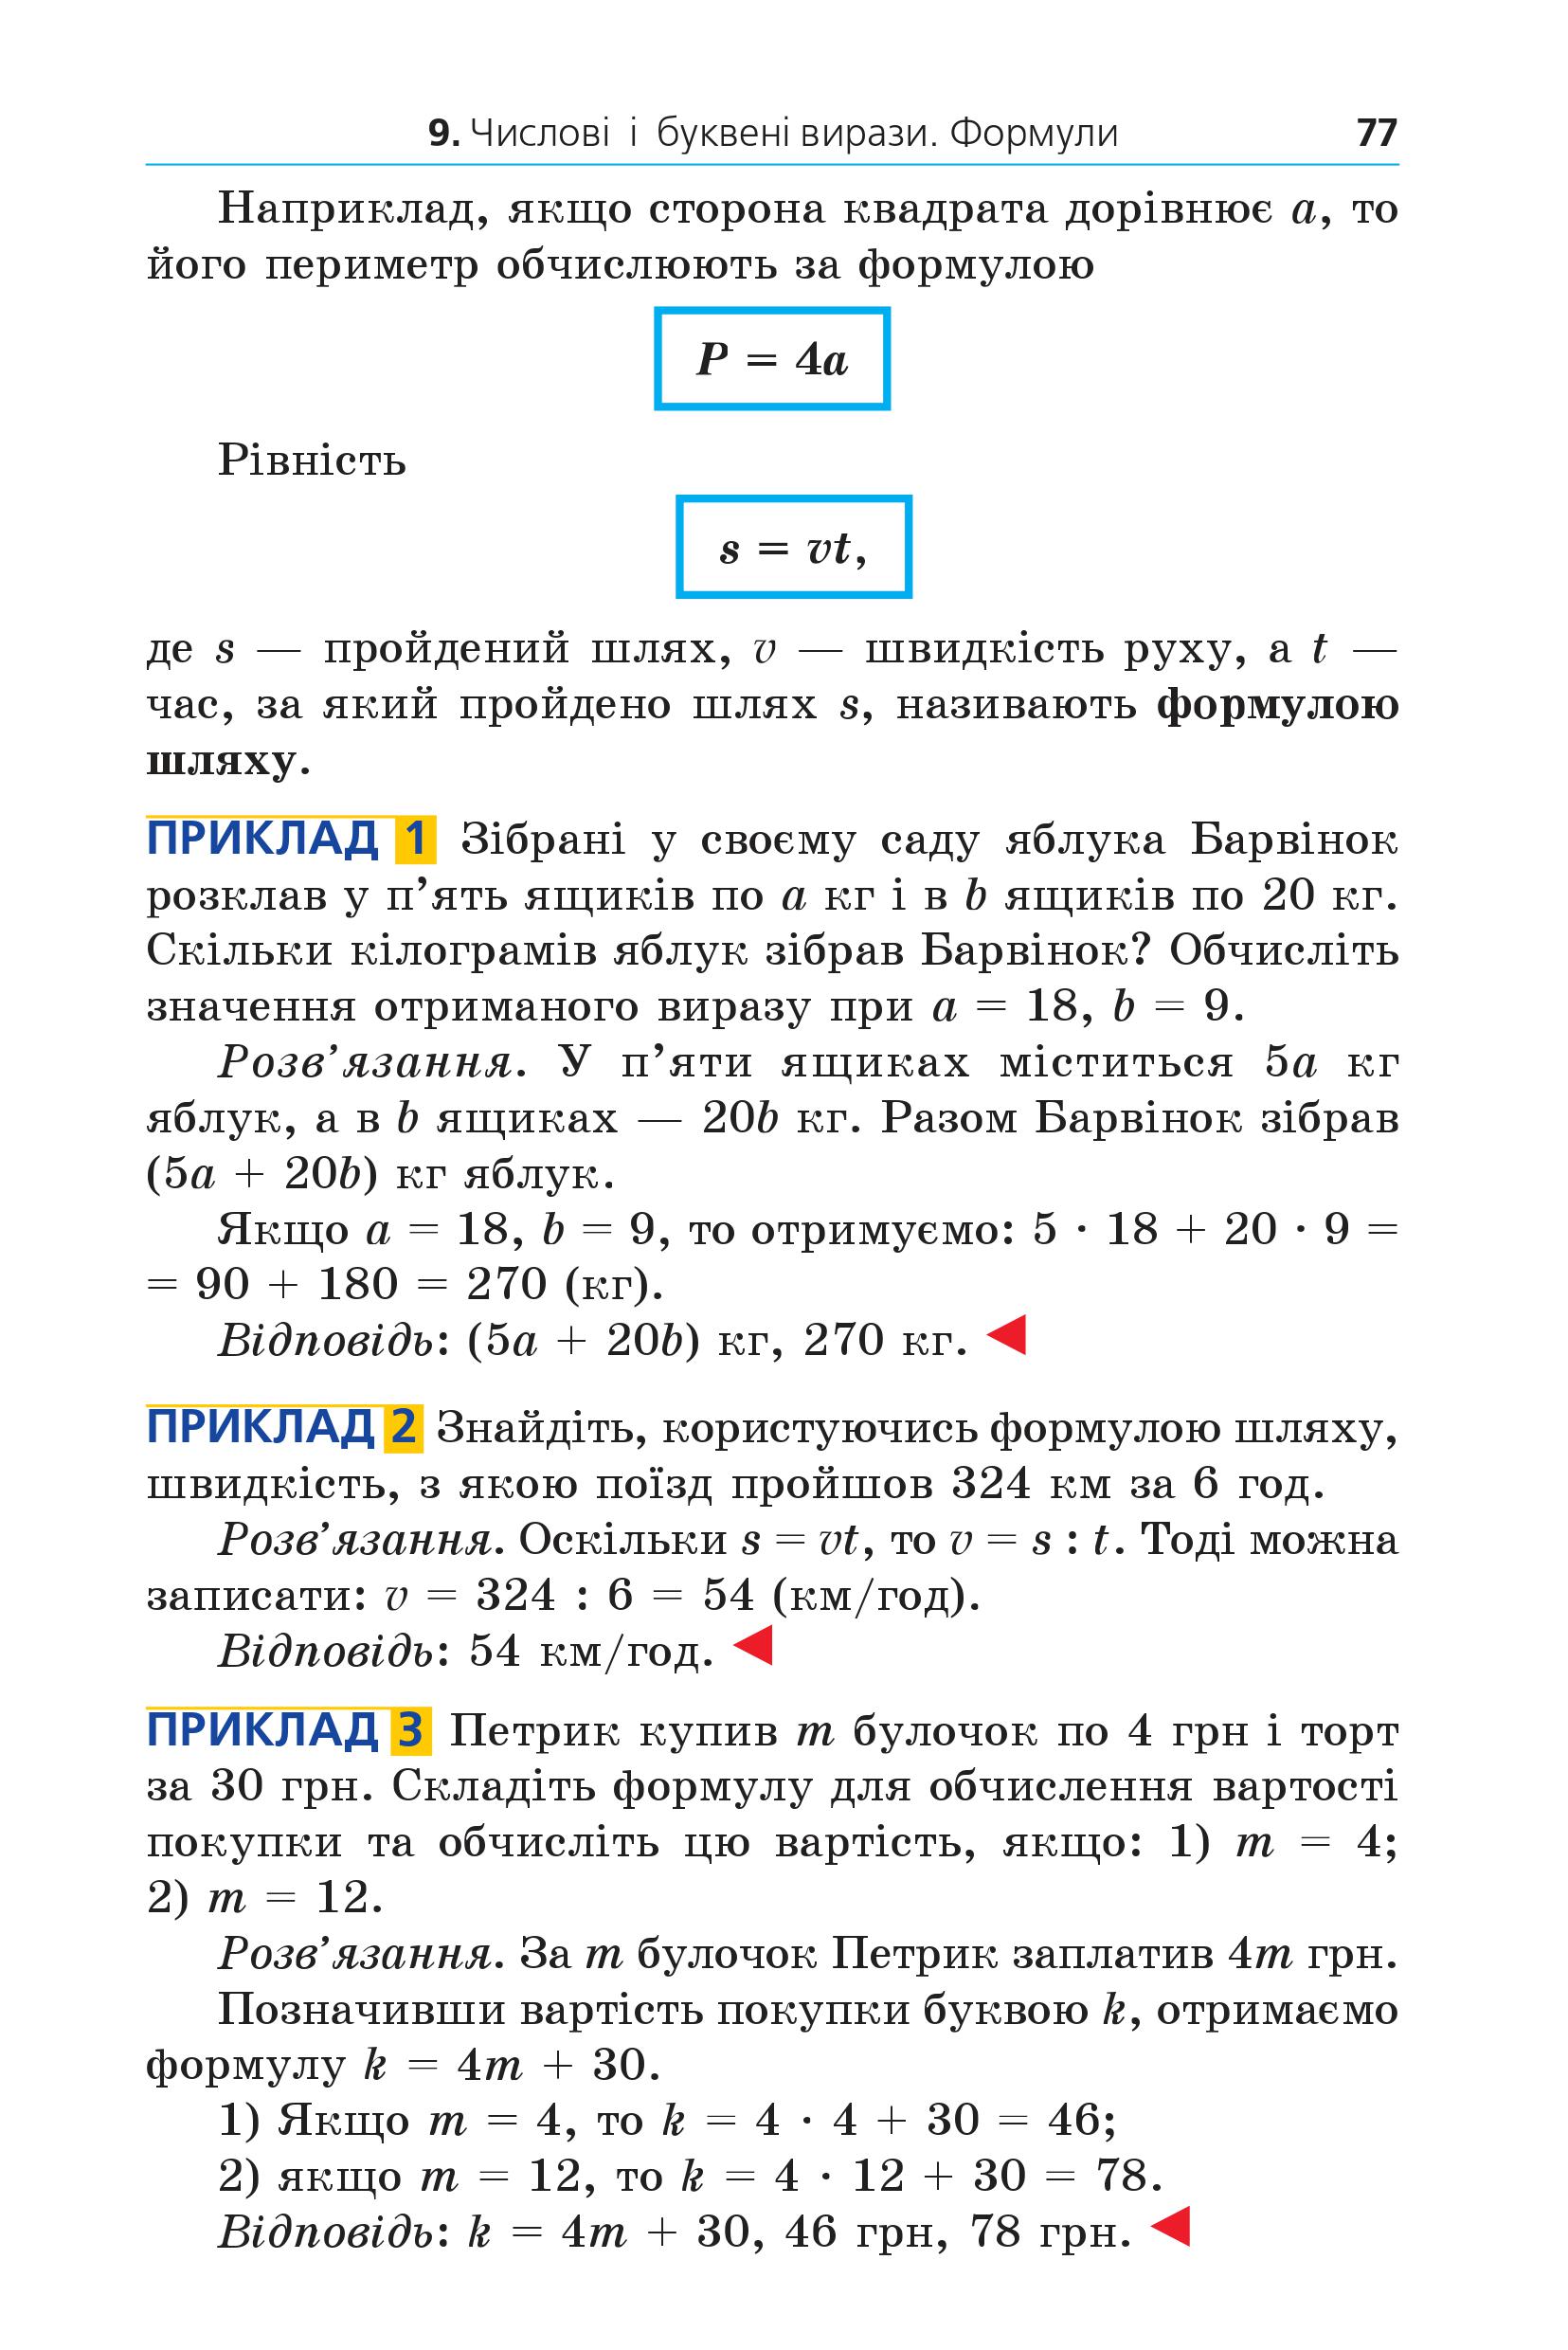 9. Числові і буквені вирази. Формули 77
Наприклад, якщо сторона квадрата дорівнює a, то
його периметр обчислюють за формулою
P = 4a
Рівність
s = vt,
де s — пройдений шлях, v — швидкість руху, а t —
час, за який пройдено шлях s, називають формулою
шляху.
ПРИКЛАД 1 Зібрані у своєму саду яблука Барвінок
розклав у п’ять ящиків по a кг і в b ящиків по 20 кг.
Скільки кілограмів яблук зібрав Барвінок? Обчисліть
значення отриманого виразу при a = 18, b = 9.
Розв’язання. У п’яти ящиках міститься 5a кг
яблук, а в b ящиках — 20b кг. Разом Барвінок зібрав
(5a + 20b) кг яблук.
Якщо a = 18, b = 9, то отримуємо: 5 · 18 + 20 · 9 =
= 90 + 180 = 270 (кг).
Відповідь: (5a + 20b) кг, 270 кг.
ПРИКЛАД 2 Знайдіть, користуючись формулою шляху,
швидкість, з якою поїзд пройшов 324 км за 6 год.
Розв’язання. Оскільки s = vt, то v = s : t. Тоді можна
записати: v = 324 : 6 = 54 (км/год).
Відповідь: 54 км/год.
ПРИКЛАД 3 Петрик купив m булочок по 4 грн і торт
за 30 грн. Складіть формулу для обчислення вартості
покупки та обчисліть цю вартість, якщо: 1) m = 4;
2) m = 12.
Розв’язання. За m булочок Петрик заплатив 4m грн.
Позначивши вартість покупки буквою k, отримаємо
формулу k = 4m + 30.
1) Якщо m = 4, то k = 4 · 4 + 30 = 46;
2) якщо m = 12, то k = 4 · 12 + 30 = 78.
Відповідь: k = 4m + 30, 46 грн, 78 грн.